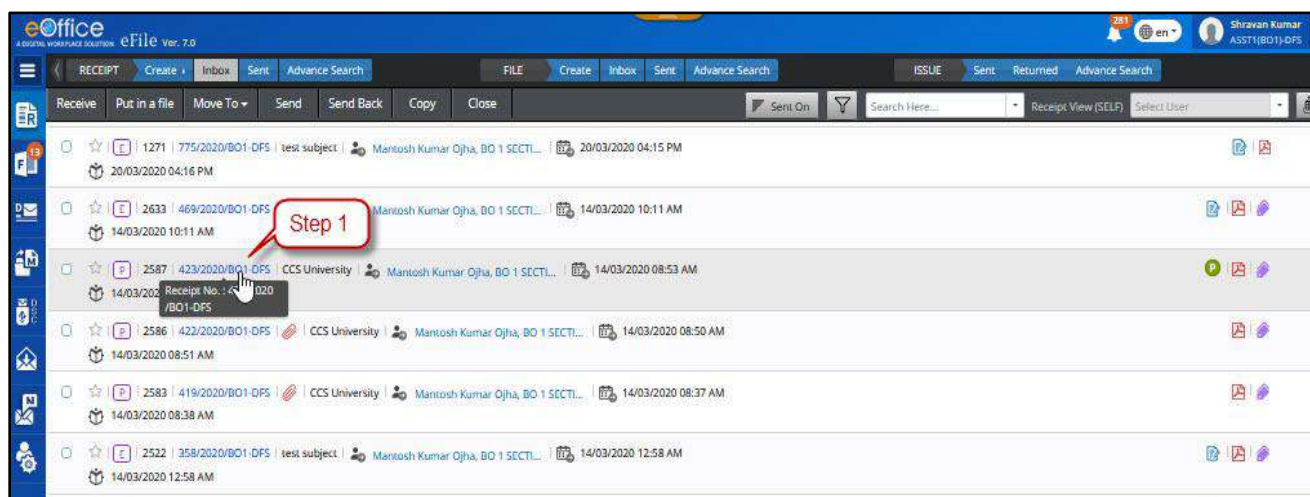 eOffice
A DIGITAL WORKPLACE SOLUTION eFile Ver. 7.0
281
en
Shravan Kumar
ASST1(BO1)-DFS
RECEIPT Create Inbox Sent Advance Search FILE Create Inbox Sent Advance Search ISSUE Sent Returned Advance Search
Receive Put in a file Move To Send Send Back Copy Close Sent On Search Here... Receipt View (SELF) Select User
E 1271 775/2020/BO1-DFS test subject Mantosh Kumar Ojha, BO 1 SECTI... 20/03/2020 04:15 PM
20/03/2020 04:16 PM
13
E 2633 469/2020/BO1-DFS Mantosh Kumar Ojha, BO 1 SECTI... 14/03/2020 10:11 AM
14/03/2020 10:11 AM
Step 1
P 2587 423/2020/BO1-DFS CCS University Mantosh Kumar Ojha, BO 1 SECTI... 14/03/2020 08:53 AM P
14/03/202
Receipt No. : 4 020
/BO1-DFS
P 2586 422/2020/BO1-DFS CCS University Mantosh Kumar Ojha, BO 1 SECTI... 14/03/2020 08:50 AM
14/03/2020 08:51 AM
P 2583 419/2020/BO1-DFS CCS University Mantosh Kumar Ojha, BO 1 SECTI... 14/03/2020 08:37 AM
14/03/2020 08:38 AM
E 2522 358/2020/BO1-DFS test subject Mantosh Kumar Ojha, BO 1 SECTI... 14/03/2020 12:58 AM
14/03/2020 12:58 AM